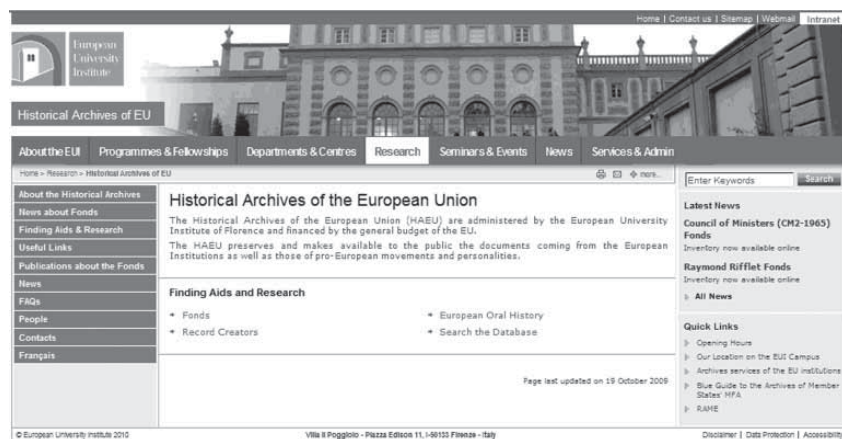 Home | Contact us | Sitemap | Webmail Intranet
European
University
Institute
Historical Archives of EU
About the EUI Programmes & Fellowships Departments & Centres Research Seminars & Events News Services & Admin
Home > Research > Historical Archives of EU
more...
About the Historical Archives
News about Fonds
Finding Aids & Research
Useful Links
Publications about the Fonds
News
FAQs
People
Contacts
Français
Historical Archives of the European Union
The Historical Archives of the European Union (HAEU) are administered by the European University
Institute of Florence and financed by the general budget of the EU.
The HAEU preserves and makes available to the public the documents coming from the European
Institutions as well as those of pro-European movements and personalities.
Finding Aids and Research
Fonds
Record Creators
European Oral History
Search the Database
Page last updated on 19 October 2009
Enter Keywords Search
Latest News
Council of Ministers (CM2-1965)
Fonds
Inventory now available online
Raymond Rifflet Fonds
Inventory now available online
All News
Quick Links
Opening Hours
Our Location on the EUI Campus
Archives services of the EU institutions
Blue Guide to the Archives of Member
States' MFA
RAME
© European University Institute 2010 Villa Il Poggiolo - Piazza Edison 11, I-50133 Firenze - Italy Disclaimer | Data Protection | Accessibility